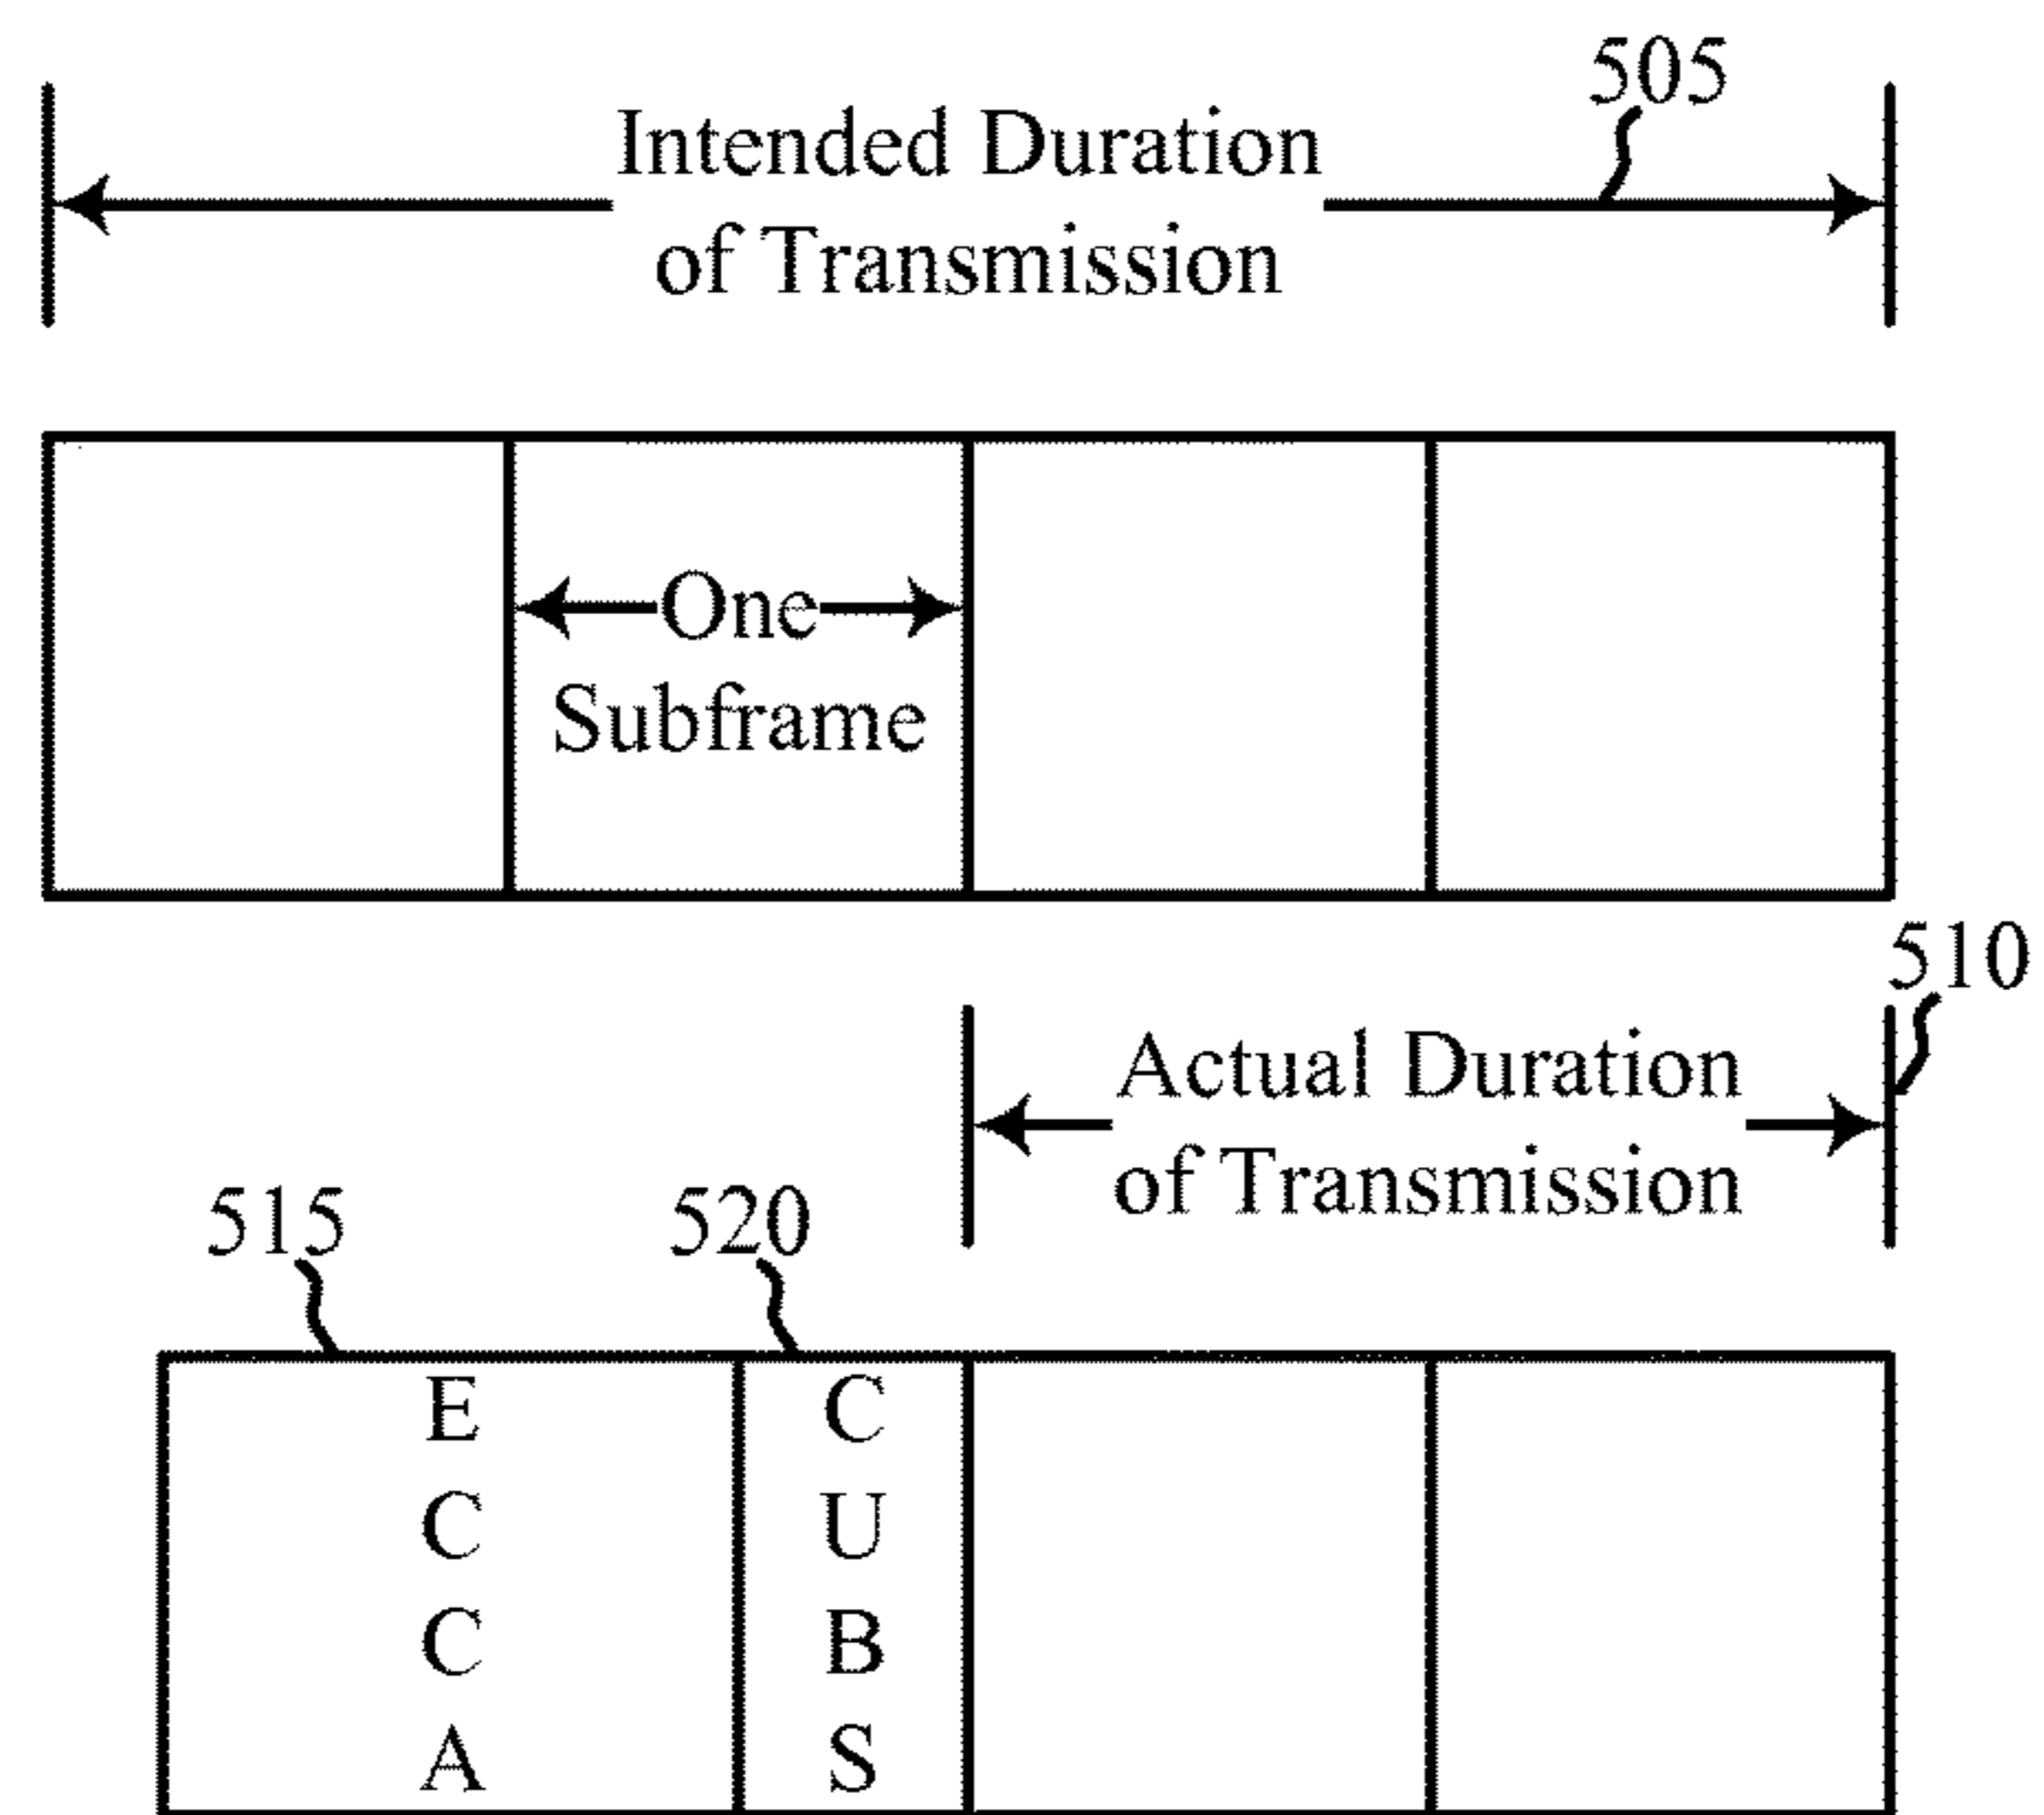 505
Intended Duration
of Transmission
One
Subframe
510
Actual Duration
of Transmission
515
520
E
C
C
A
C
U
B
S